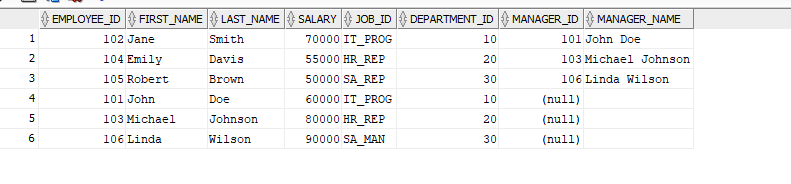 EMPLOYEE_ID FIRST_NAME LAST_NAME SALARY JOB_ID DEPARTMENT_ID MANAGER_ID MANAGER_NAME
1 102 Jane Smith 70000 IT_PROG 10 101 John Doe
2 104 Emily Davis 55000 HR_REP 20 103 Michael Johnson
3 105 Robert Brown 50000 SA_REP 30 106 Linda Wilson
4 101 John Doe 60000 IT_PROG 10 (null)
5 103 Michael Johnson 80000 HR_REP 20 (null)
6 106 Linda Wilson 90000 SA_MAN 30 (null)